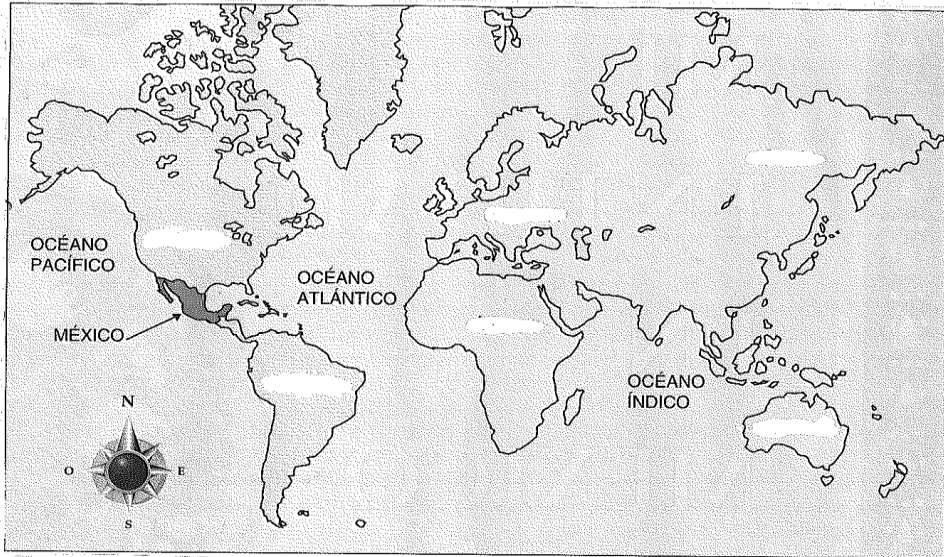 OCÉANO
PACÍFICO
MÉXICO
OCÉANO
ATLÁNTICO
OCÉANO
ÍNDICO
N
O
E
S